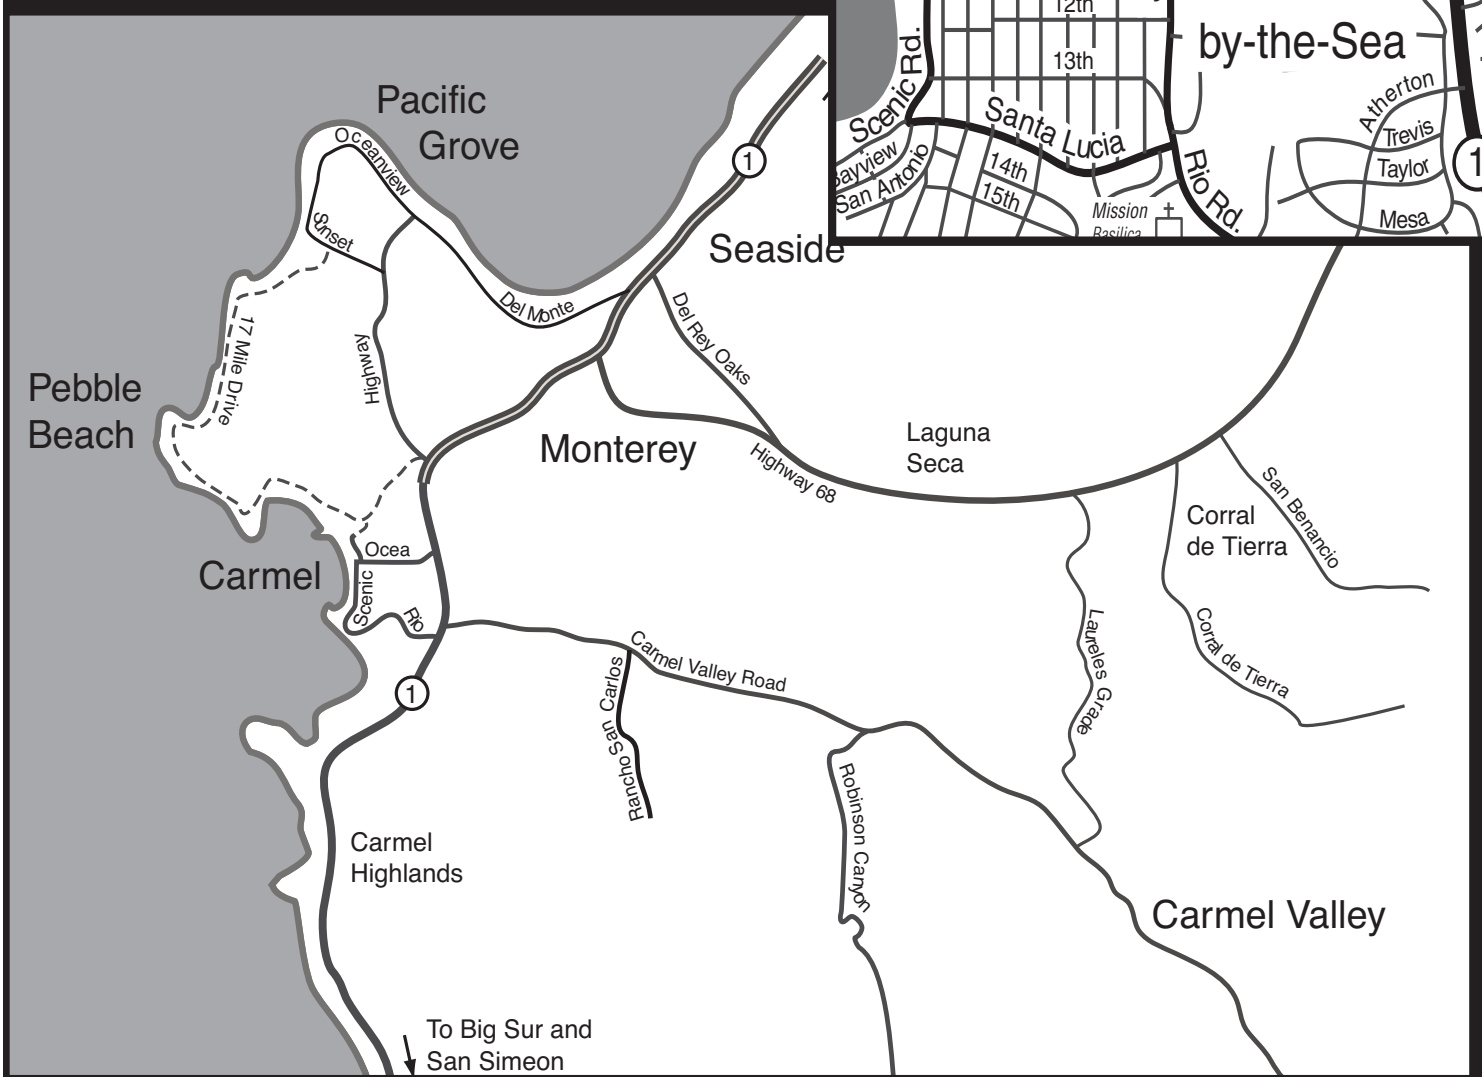 12th
by-the-Sea
13th
Scenic Rd.
Santa Lucia
Atherton
Trevis
Taylor
Mesa
1
Bayview
San Antonio
14th
15th
Mission
Basilica
Rio Rd.
Pacific
Grove
Oceanview
Sunset
1
Seaside
Del Monte
Del Rey Oaks
17 Mile Drive
Highway
Pebble
Beach
Monterey
Highway 68
Laguna
Seca
San Benancio
Corral
de Tierra
Carmel
Ocea
Scenic
Rio
Laureles Grade
Corral de Tierra
Carmel Valley Road
Rancho San Carlos
1
Robinson Canyon
Carmel
Highlands
Carmel Valley
To Big Sur and
San Simeon